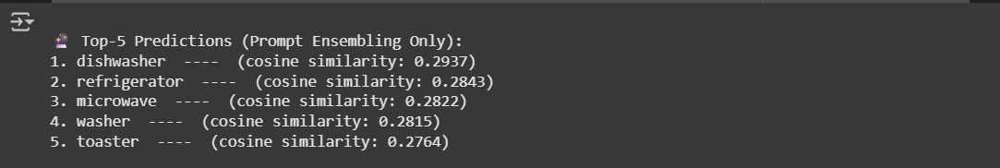 🔮 Top-5 Predictions (Prompt Ensembling Only):
1. dishwasher  ----  (cosine similarity: 0.2937)
2. refrigerator  ----  (cosine similarity: 0.2843)
3. microwave  ----  (cosine similarity: 0.2822)
4. washer  ----  (cosine similarity: 0.2815)
5. toaster  ----  (cosine similarity: 0.2764)